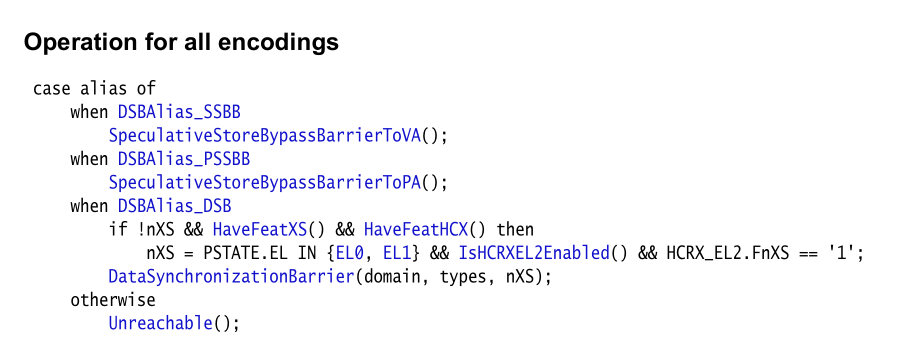 Operation for all encodings
case alias of
when DSBAlias_SSBB
SpeculativeStoreBypassBarrierToVA();
when DSBAlias_PSSBB
SpeculativeStoreBypassBarrierToPA();
when DSBAlias_DSB
if !nXS && HaveFeatXS() && HaveFeatHCX() then
nXS = PSTATE.EL IN {EL0, EL1} && IsHCRXEL2Enabled() && HCRX_EL2.FnXS == '1';
DataSynchronizationBarrier(domain, types, nXS);
otherwise
Unreachable();